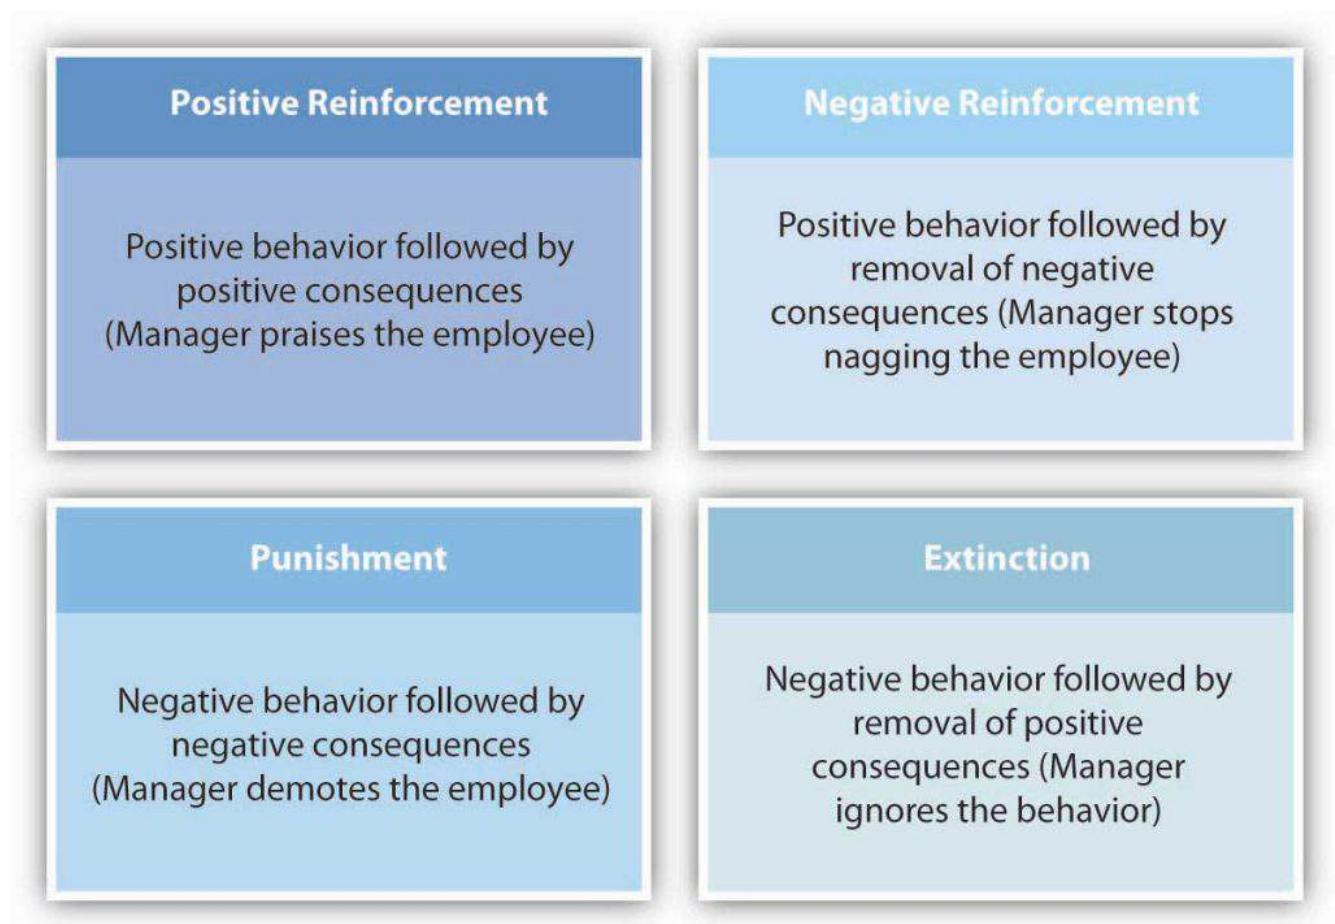 Positive Reinforcement
Positive behavior followed by
positive consequences
(Manager praises the employee)
Negative Reinforcement
Positive behavior followed by
removal of negative
consequences (Manager stops
nagging the employee)
Punishment
Negative behavior followed by
negative consequences
(Manager demotes the employee)
Extinction
Negative behavior followed by
removal of positive
consequences (Manager
ignores the behavior)